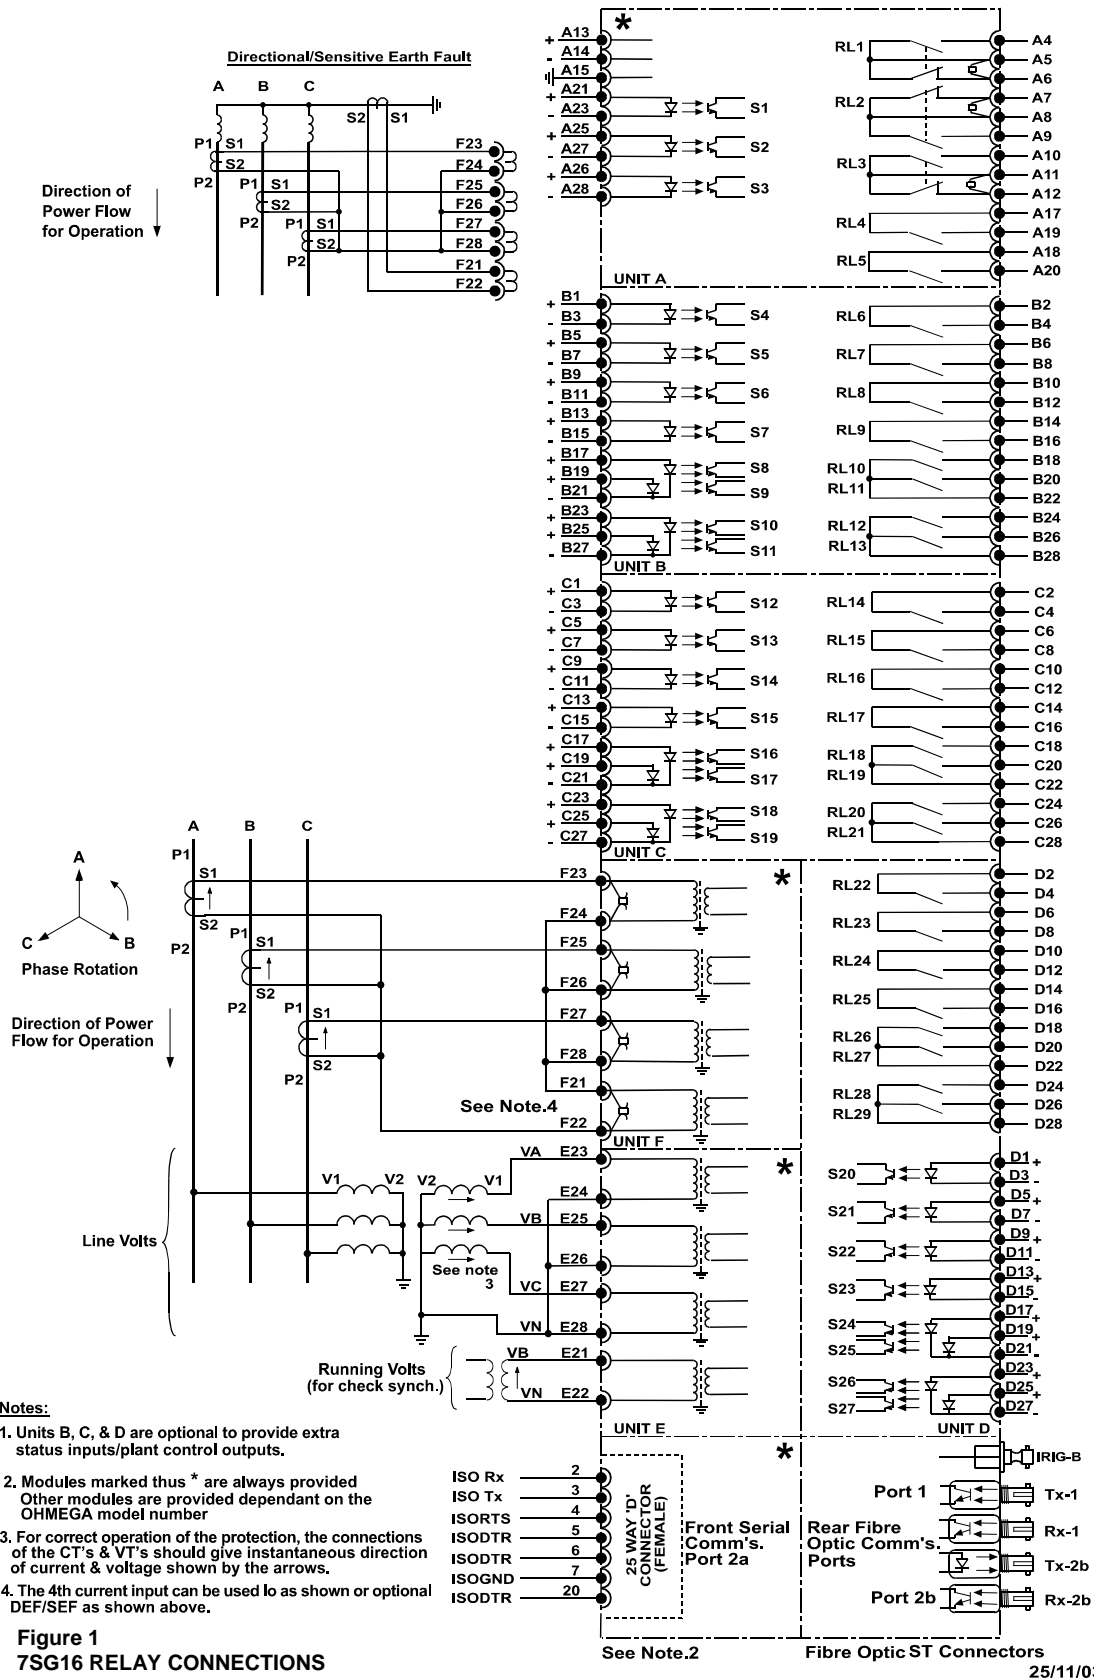 Directional/Sensitive Earth Fault
A B C
S2 S1
P1 S1 F23
S2 F24
P2 P1 S1 F25
S2 F26
P2 P1 S1 F27
S2 F28
P2 F21
F22
Direction of
Power Flow
for Operation
*
+ A13
- A14
A15
+ A21
- A23 S1
+ A25
- A27 S2
+ A26
- A28 S3
RL1 A4
A5
A6
RL2 A7
A8
A9
RL3 A10
A11
A12
RL4 A17
A19
RL5 A18
A20
UNIT A
+ B1
- B3 S4
+ B5
- B7 S5
+ B9
- B11 S6
+ B13
- B15 S7
+ B17 S8
+ B19
- B21 S9
+ B23 S10
+ B25
- B27 S11
RL6 B2
B4
RL7 B6
B8
RL8 B10
B12
RL9 B14
B16
RL10 B18
RL11 B20
B22
RL12 B24
RL13 B26
B28
UNIT B
+ C1
- C3 S12
+ C5
- C7 S13
+ C9
- C11 S14
+ C13
- C15 S15
+ C17 S16
+ C19
- C21 S17
+ C23 S18
+ C25
- C27 S19
RL14 C2
C4
RL15 C6
C8
RL16 C10
C12
RL17 C14
C16
RL18 C18
RL19 C20
C22
RL20 C24
RL21 C26
C28
UNIT C
A B C
P1 S1 F23
S2 F24
P2 P1 S1 F25
S2 F26
P2 P1 S1 F27
S2 F28
P2 F21
See Note.4 F22
A
C B
Phase Rotation
Direction of Power
Flow for Operation
*
UNIT F
RL22 D2
D4
RL23 D6
D8
RL24 D10
D12
RL25 D14
D16
RL26 D18
RL27 D20
D22
RL28 D24
RL29 D26
D28
Line Volts
V1 V2 V2 V1 VA E23
E24
VB E25
E26
See note
3
VC E27
VN E28
Running Volts
(for check synch.)
VB E21
VN E22
*
UNIT E
S20 D1 +
D3 -
S21 D5 +
D7 -
S22 D9 +
D11 -
S23 D13 +
D15 -
S24 D17 +
D19 +
S25 D21 -
S26 D23 +
D25 +
S27 D27 -
UNIT D
Notes:
1. Units B, C, & D are optional to provide extra
status inputs/plant control outputs.
2. Modules marked thus * are always provided
Other modules are provided dependant on the
OHMEGA model number
3. For correct operation of the protection, the connections
of the CT's & VT's should give instantaneous direction
of current & voltage shown by the arrows.
4. The 4th current input can be used Io as shown or optional
DEF/SEF as shown above.
*
ISO Rx 2
ISO Tx 3
ISORTS 4
ISODTR 5
ISODTR 6
ISOGND 7
ISODTR 20
25 WAY 'D'
CONNECTOR
(FEMALE)
Front Serial
Comm's.
Port 2a
Rear Fibre
Optic Comm's.
Ports
IRIG-B
Port 1 Tx-1
Rx-1
Tx-2b
Port 2b Rx-2b
See Note.2
Fibre Optic ST Connectors
Figure 1
7SG16 RELAY CONNECTIONS